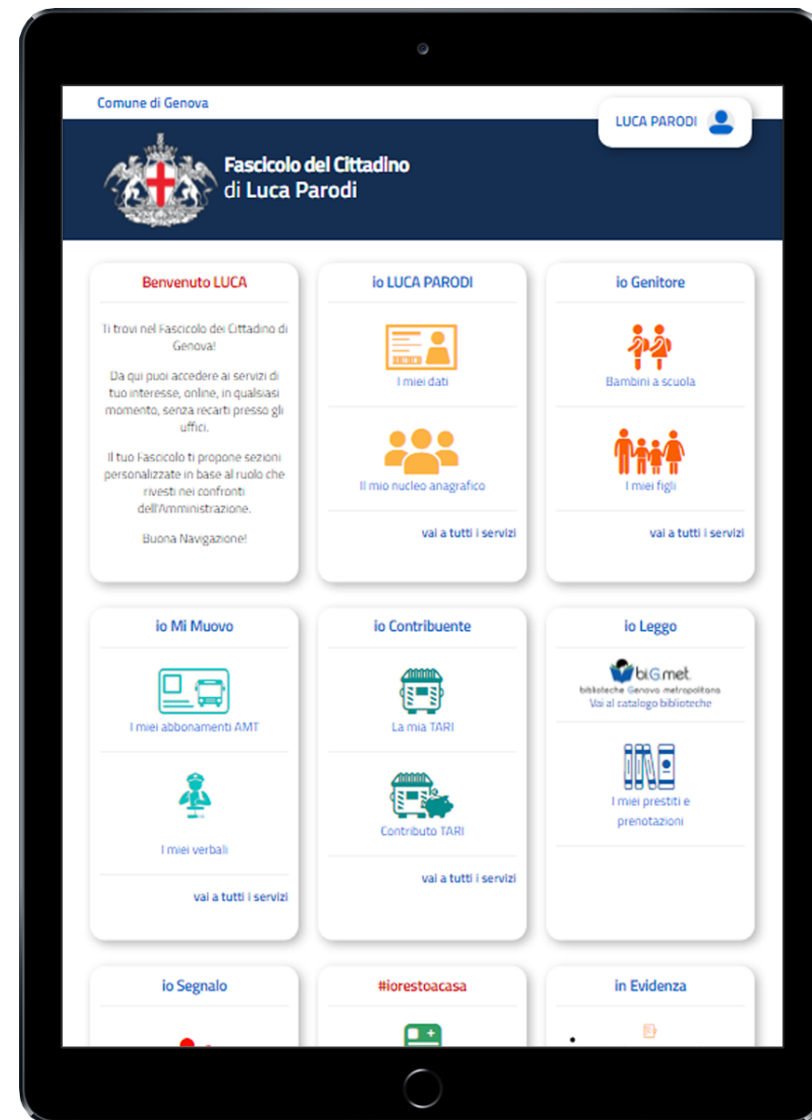 Comune di Genova
LUCA PARODI
Fascicolo del Cittadino
di Luca Parodi
Benvenuto LUCA
Ti trovi nel Fascicolo dei Cittadino di
Genova!
Da qui puoi accedere ai servizi di
tuo interesse, online, in qualsiasi
momento, senza recarti presso gli
uffici.
Il tuo Fascicolo ti propone sezioni
personalizzate in base al ruolo che
rivesti nei confronti
dell'Amministrazione.
Buona Navigazione!
io LUCA PARODI
I miei dati
Il mio nucleo anagrafico
vai a tutti i servizi
io Genitore
Bambini a scuola
I miei figli
vai a tutti i servizi
io Mi Muovo
I miei abbonamenti AMT
I miei verbali
vai a tutti i servizi
io Contribuente
La mia TARI
Contributo TARI
vai a tutti i servizi
io Leggo
biG.met.
biblioteche Genova metropolitana
Vai al catalogo biblioteche
I miei prestiti e
prenotazioni
io Segnalo
#iorestoacasa
in Evidenza